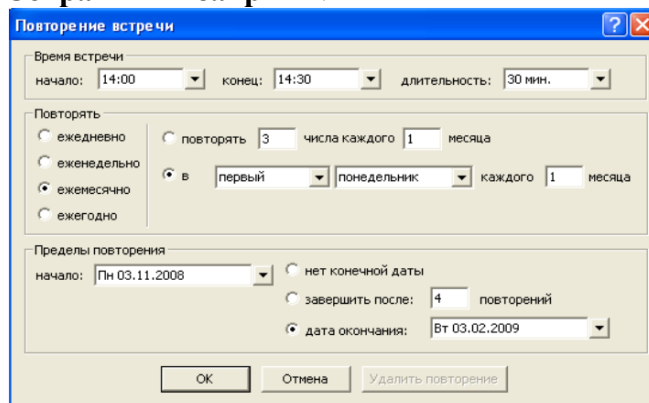 Повторение встречи
Время встречи
начало: 14:00 конец: 14:30 длительность: 30 мин.
Повторять
ежедневно повторять 3 числа каждого 1 месяца
еженедельно
в первый понедельник каждого 1 месяца
ежемесячно
ежегодно
Пределы повторения
начало: Пн 03.11.2008 нет конечной даты
завершить после: 4 повторений
дата окончания: Вт 03.02.2009
ОК Отмена Удалить повторение